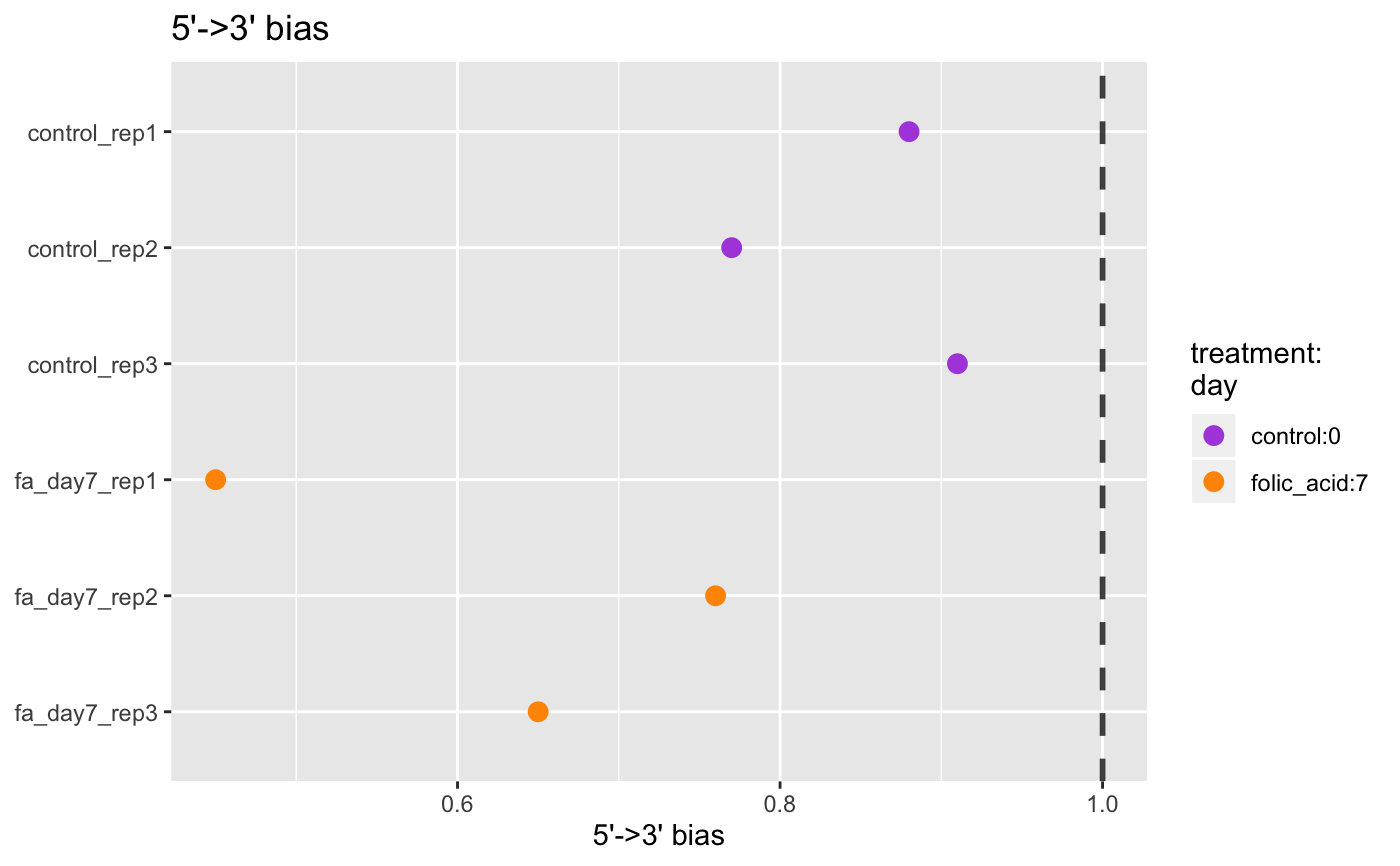 5'->3' bias
control_rep1
control_rep2
control_rep3
fa_day7_rep1
fa_day7_rep2
fa_day7_rep3
0.6
0.8
1.0
5'->3' bias
treatment:
day
control:0
folic_acid:7